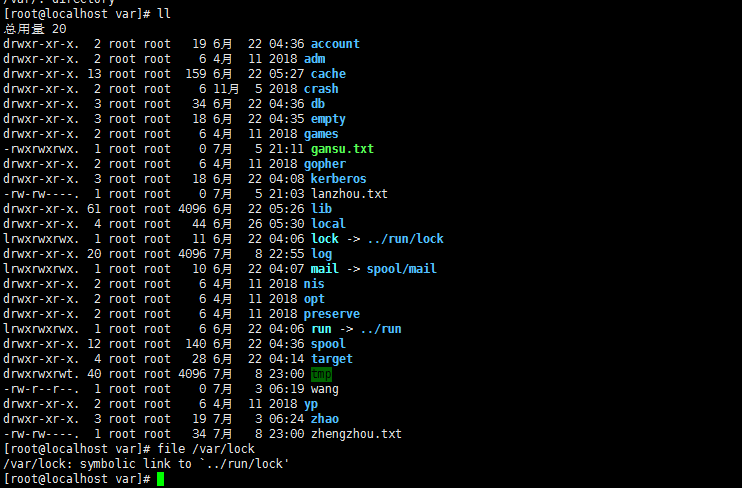 /var/: directory
[root@localhost var]# ll
总用量 20
drwxr-xr-x.  2 root root   19 6月  22 04:36 account
drwxr-xr-x.  2 root root    6 4月  11 2018 adm
drwxr-xr-x. 13 root root  159 6月  22 05:27 cache
drwxr-xr-x.  2 root root    6 11月  5 2018 crash
drwxr-xr-x.  3 root root   34 6月  22 04:36 db
drwxr-xr-x.  3 root root   18 6月  22 04:35 empty
drwxr-xr-x.  2 root root    6 4月  11 2018 games
-rwxrwxrwx.  1 root root    0 7月   5 21:11 gansu.txt
drwxr-xr-x.  2 root root    6 4月  11 2018 gopher
drwxr-xr-x.  3 root root   18 6月  22 04:08 kerberos
-rw-rw----.  1 root root    0 7月   5 21:03 lanzhou.txt
drwxr-xr-x. 61 root root 4096 6月  22 05:26 lib
drwxr-xr-x.  4 root root   44 6月  26 05:30 local
lrwxrwxrwx.  1 root root   11 6月  22 04:06 lock -> ../run/lock
drwxr-xr-x. 20 root root 4096 7月   8 22:55 log
lrwxrwxrwx.  1 root root   10 6月  22 04:07 mail -> spool/mail
drwxr-xr-x.  2 root root    6 4月  11 2018 nis
drwxr-xr-x.  2 root root    6 4月  11 2018 opt
drwxr-xr-x.  2 root root    6 4月  11 2018 preserve
lrwxrwxrwx.  1 root root    6 6月  22 04:06 run -> ../run
drwxr-xr-x. 12 root root  140 6月  22 04:36 spool
drwxr-xr-x.  4 root root   28 6月  22 04:14 target
drwxrwxrwt. 40 root root 4096 7月   8 23:00 tmp
-rw-r--r--.  1 root root    0 7月   3 06:19 wang
drwxr-xr-x.  2 root root    6 4月  11 2018 yp
drwxr-xr-x.  3 root root   19 7月   3 06:24 zhao
-rw-rw----.  1 root root   34 7月   8 23:00 zhengzhou.txt
[root@localhost var]# file /var/lock
/var/lock: symbolic link to `../run/lock'
[root@localhost var]#